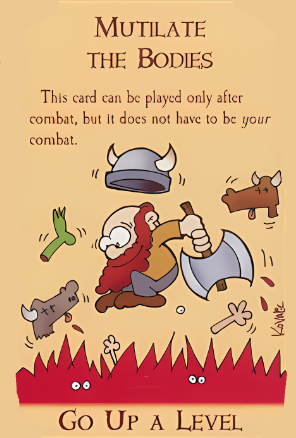 MUTILATE
THE BODIES
This card can be played only after
combat, but it does not have to be your
combat.
KOVALIC
GO UP A LEVEL